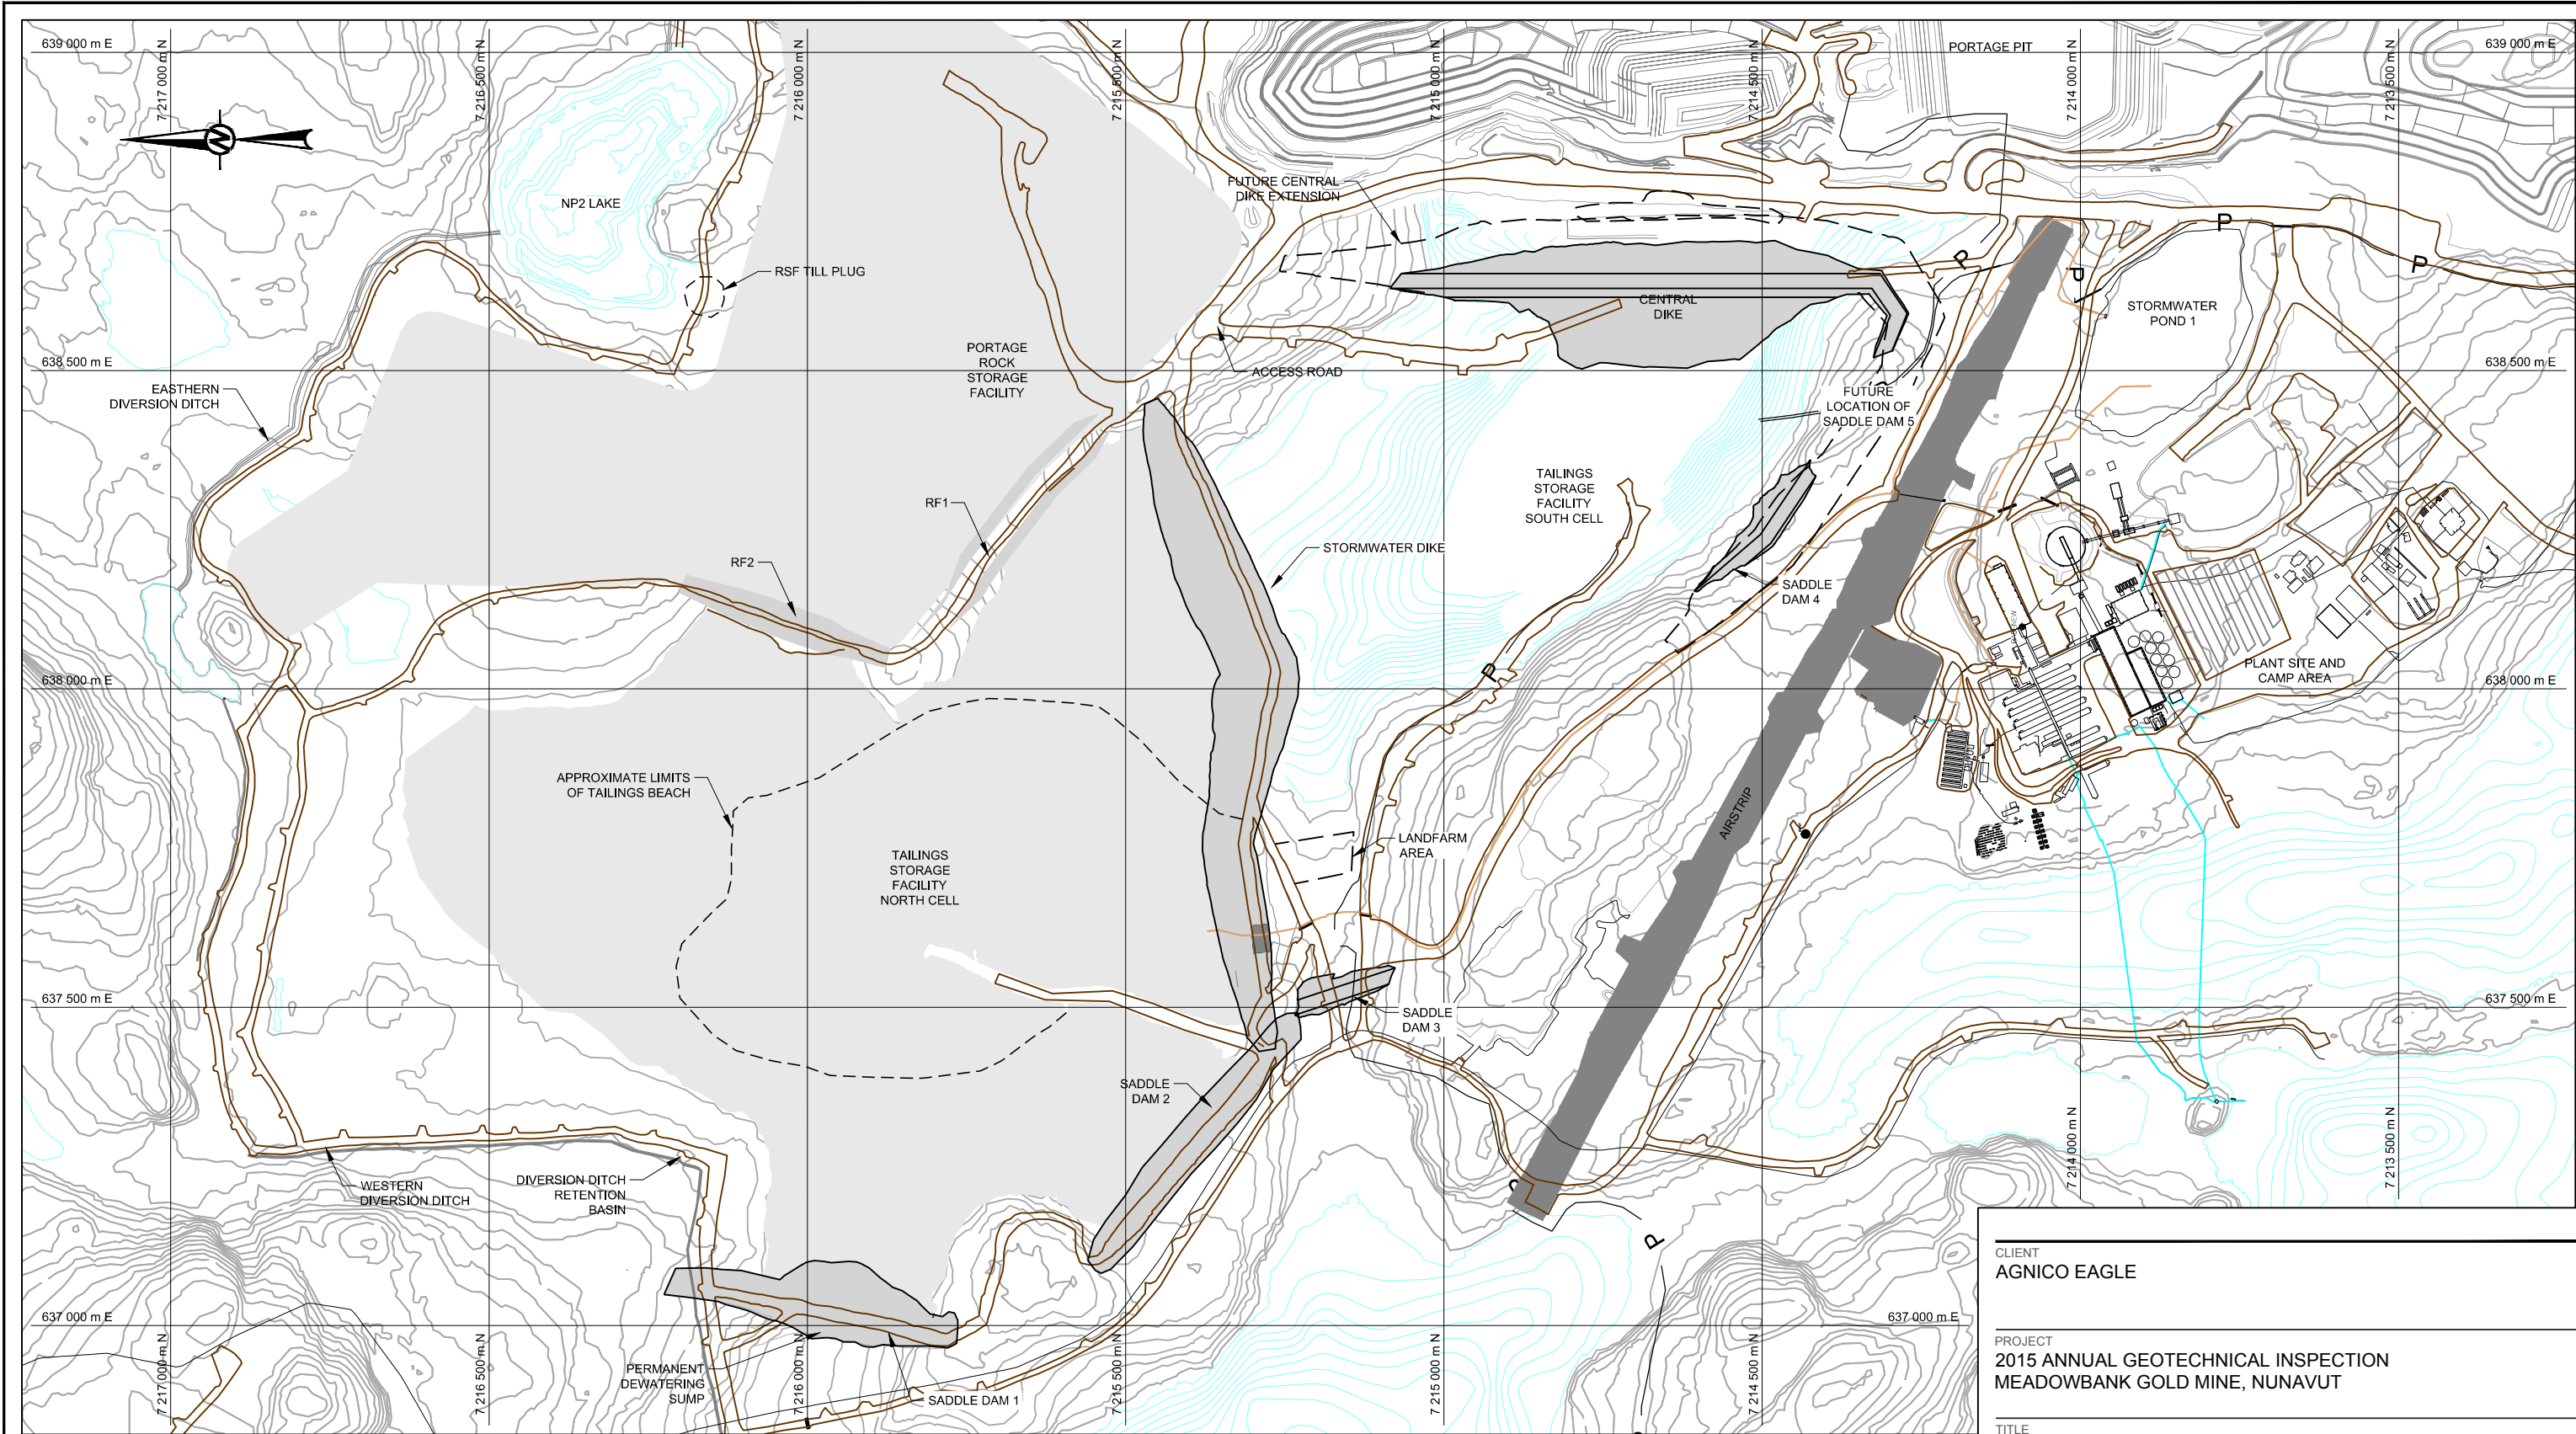 639 000 m E
7 217 000 m N
7 216 500 m N
7 216 000 m N
7 215 500 m N
7 215 000 m N
7 214 500 m N
7 214 000 m N
7 213 500 m N
639 000 m E
PORTAGE PIT
N
NP2 LAKE
FUTURE CENTRAL
DIKE EXTENSION
RSF TILL PLUG
P
P
P
P
CENTRAL
DIKE
STORMWATER
POND 1
638 500 m E
EASTHERN
DIVERSION DITCH
PORTAGE
ROCK
STORAGE
FACILITY
ACCESS ROAD
638 500 m E
FUTURE
LOCATION OF
SADDLE DAM 5
RF1
TAILINGS
STORAGE
FACILITY
SOUTH CELL
STORMWATER DIKE
RF2
SADDLE
DAM 4
638 000 m E
P
PLANT SITE AND
CAMP AREA
638 000 m E
APPROXIMATE LIMITS
OF TAILINGS BEACH
AIRSTRIP
TAILINGS
STORAGE
FACILITY
NORTH CELL
LANDFARM
AREA
637 500 m E
SADDLE
DAM 3
637 500 m E
SADDLE
DAM 2
WESTERN
DIVERSION DITCH
DIVERSION DITCH
RETENTION
BASIN
7 214 000 m N
7 213 500 m N
P
637 000 m E
637 000 m E
7 217 000 m N
7 216 500 m N
7 216 000 m N
7 215 500 m N
7 215 000 m N
7 214 500 m N
PERMANENT
DEWATERING
SUMP
SADDLE DAM 1
CLIENT
AGNICO EAGLE
PROJECT
2015 ANNUAL GEOTECHNICAL INSPECTION
MEADOWBANK GOLD MINE, NUNAVUT
TITLE